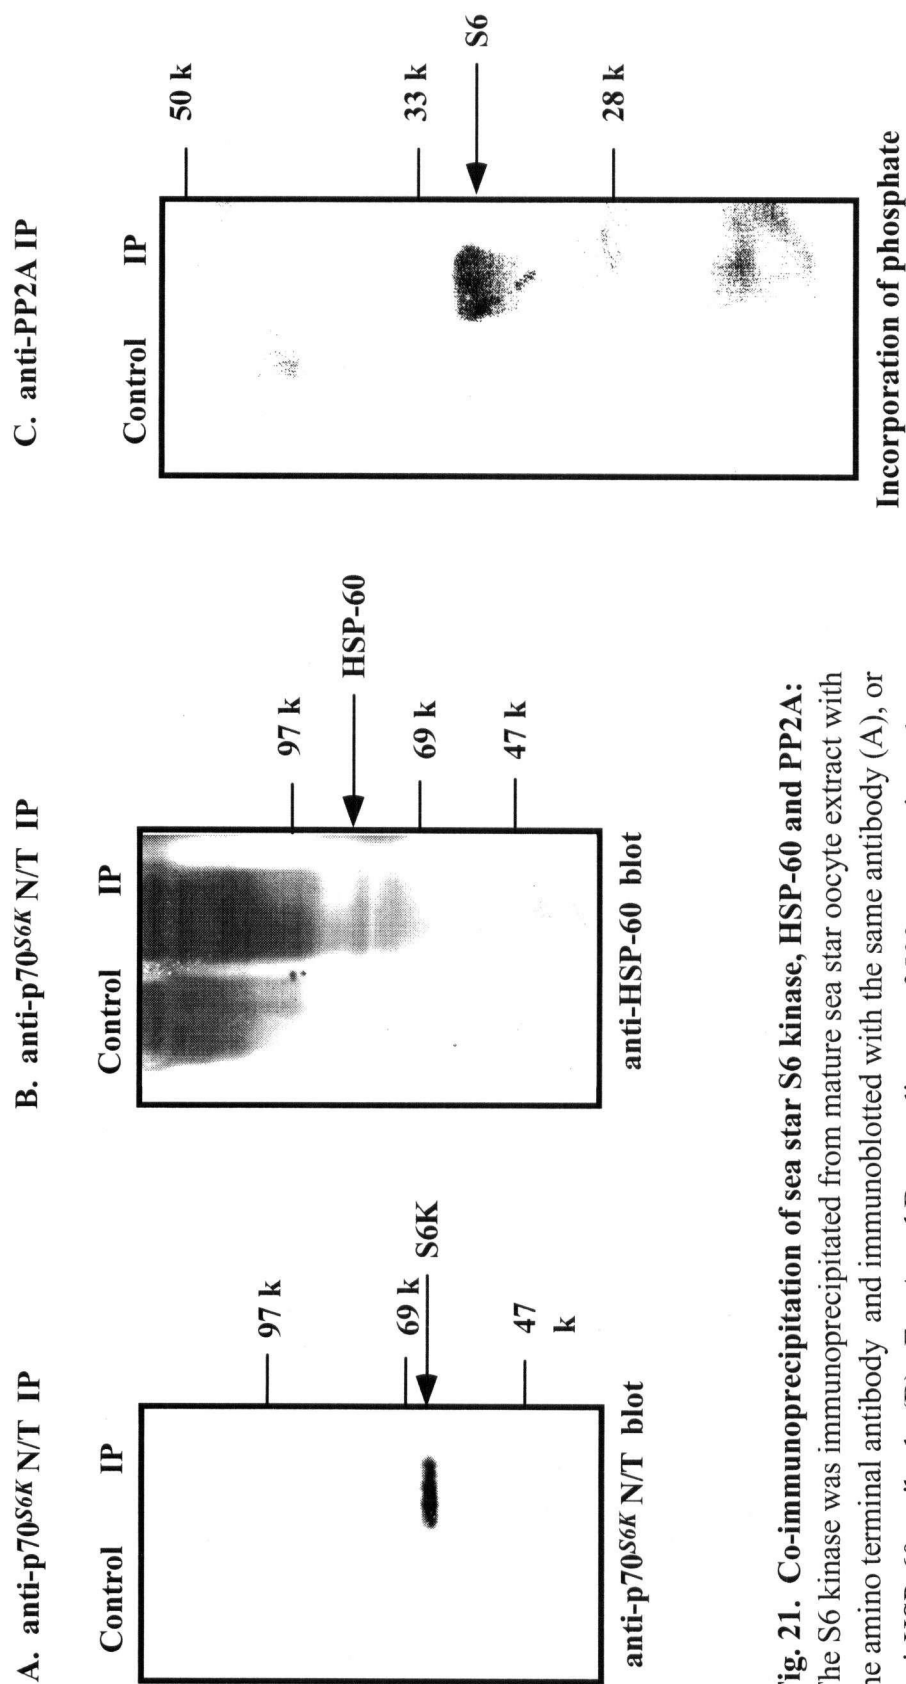 A. anti-p70S6K N/T IP
Control IP
97 k
69 k
S6K
47
k
anti-p70S6K N/T blot
B. anti-p70S6K N/T IP
Control IP
97 k
HSP-60
69 k
47 k
anti-HSP-60 blot
C. anti-PP2A IP
Control IP
50 k
33 k
S6
28 k
Incorporation of phosphate
Fig. 21. Co-immunoprecipitation of sea star S6 kinase, HSP-60 and PP2A:
The S6 kinase was immunoprecipitated from mature sea star oocyte extract with
the amino terminal antibody and immunoblotted with the same antibody (A), or